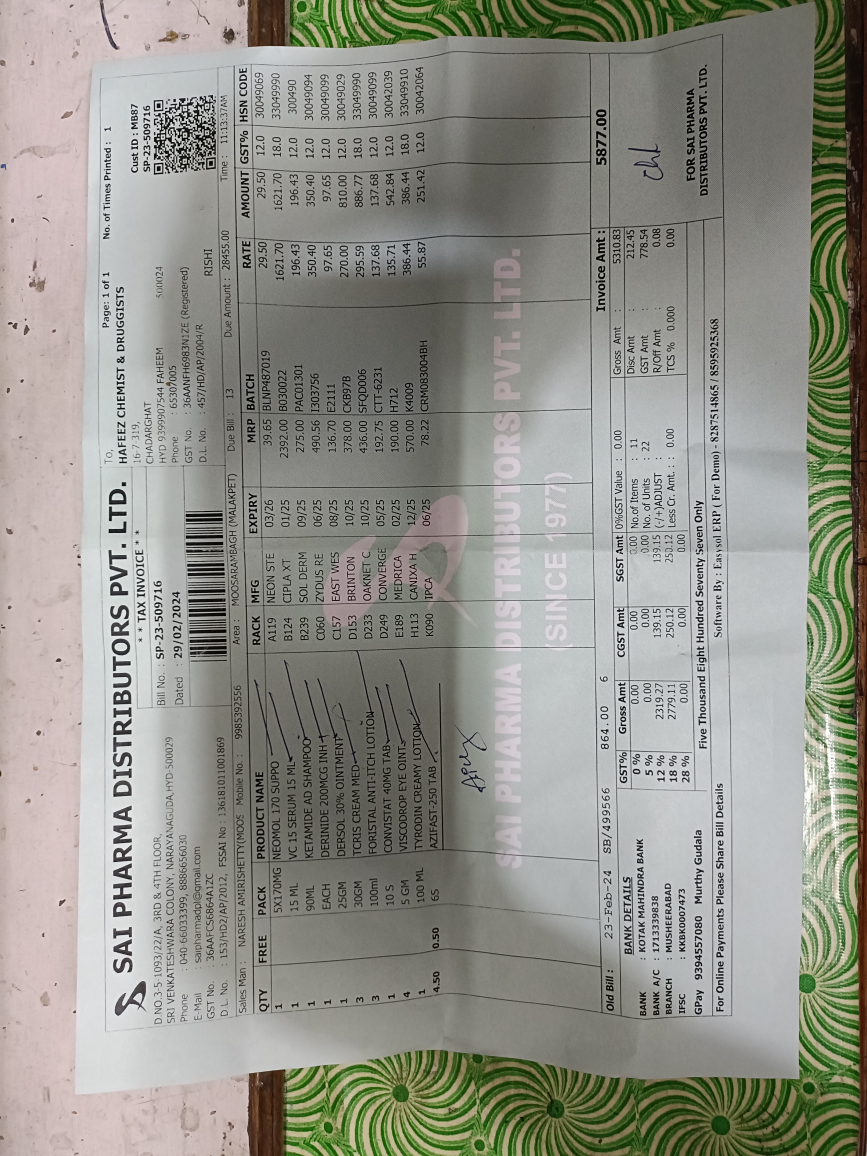 SAI PHARMA DISTRIBUTORS PVT. LTD.
D.NO.3-5-1093/22/A, 3RD & 4TH FLOOR,
SRI VENKATESHWARA COLONY, NARAYANAGUDA,HYD-500029
Phone : 040-66033399, 8886656030
E-Mail : saipharmadpl@gmail.com
GST No. : 36AAFCS6864A1ZC
D.L. No. : 153/HD2/AP/2012, FSSAI No : 13618101100​1869
* * TAX INVOICE * *
Bill No. : SP-23-509716
Dated : 29/02/2024
To, Page: 1 of 1 No. of Times Printed : 1
HAFEEZ CHEMIST & DRUGGISTS
16-7-319,
CHADARGHAT
HYD 9399907544 FAHEEM 500024
Phone : 65307005
GST No. : 36AANFH6983N1ZE (Registered)
D.L. No. : 457/HD/AP/2004/R RISHI
Cust ID : MB87
SP-23-509716
Sales Man : NARESH AMIRISHETTY(MOOS Mobile No. : 9985392556 Area : MOOSARAMBAGH (MALAKPET) Due Bill : 13 Due Amount : 28455.00 Time : 11:13:37AM
QTY FREE PACK PRODUCT NAME RACK MFG EXPIRY MRP BATCH RATE AMOUNT GST% HSN CODE
1 5X170MG NEOMOL 170 SUPPO A119 NEON STE 03/26 39.65 BLNP487019 29.50 29.50 12.0 30049069
1 15 ML VC 15 SERUM 15 ML B124 CIPLA XT 01/25 2392.00 B030022 1621.70 1621.70 18.0 33049990
1 90ML KETAMIDE AD SHAMPOO B239 SOL DERM 09/25 275.00 PAC01301 196.43 196.43 12.0 300490
1 EACH DERINIDE 200MCG INH C060 ZYDUS RE 06/25 490.56 I303756 350.40 350.40 12.0 30049094
1 25GM DERSOL 30% OINTMENT C157 EAST WES 08/25 136.70 E2111 97.65 97.65 12.0 30049099
3 30GM TCRIS CREAM MED D153 BRINTON 10/25 378.00 CKB97B 270.00 810.00 12.0 30049029
3 100ml FORISTAL ANTI-ITCH LOTION D233 OAKNET C 10/25 436.00 SFQD006 295.59 886.77 18.0 33049990
1 10 S CONVISTAT 40MG TAB D249 CONVERGE 05/25 192.75 CTT-6231 137.68 137.68 12.0 30049099
4 5 GM VISCODROP EYE OINT. E189 MEDRICA 02/25 190.00 H712 135.71 542.84 12.0 30042039
1 100 ML TYRODIN CREAMY LOTION H113 CANIXA H 12/25 570.00 K4009 386.44 386.44 18.0 33049910
4.50 0.50 6S AZIFAST-250 TAB K090 IPCA 06/25 78.22 CRM083004BH 55.87 251.42 12.0 30042064
SAI PHARMA DISTRIBUTORS PVT. LTD.
(SINCE 1977)
Old Bill : 23-Feb-24 SB/499566 864.00 6 Invoice Amt : 5877.00
BANK DETAILS
BANK : KOTAK MAHINDRA BANK
BANK A/C : 1713339838
BRANCH : MUSHEERABAD
IFSC : KKBK0007473
GPay 9394557080 Murthy Gudala
GST% Gross Amt CGST Amt SGST Amt
0 % 0.00 0.00 0.00
5 % 0.00 0.00 0.00
12 % 2319.27 139.15 139.15
18 % 2779.11 250.12 250.12
28 % 0.00 0.00 0.00
0%GST Value : 0.00
No.of Items : 11
No.of Units : 22
(-/+)ADJUST :
Less Cr. Amt. : : 0.00
Gross Amt : 5310.83
Disc Amt : 212.45
GST Amt : 778.54
R/Off Amt : 0.08
TCS % 0.000 0.00
Five Thousand Eight Hundred Seventy Seven Only
FOR SAI PHARMA
DISTRIBUTORS PVT. LTD.
For Online Payments Please Share Bill Details Software By : Easysol ERP ( For Demo) - 8287514865 / 8595925368